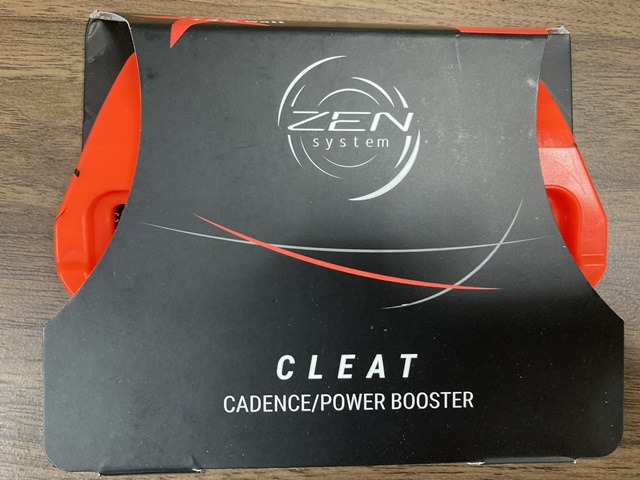 ZEN
system
CLEAT
CADENCE/POWER BOOSTER